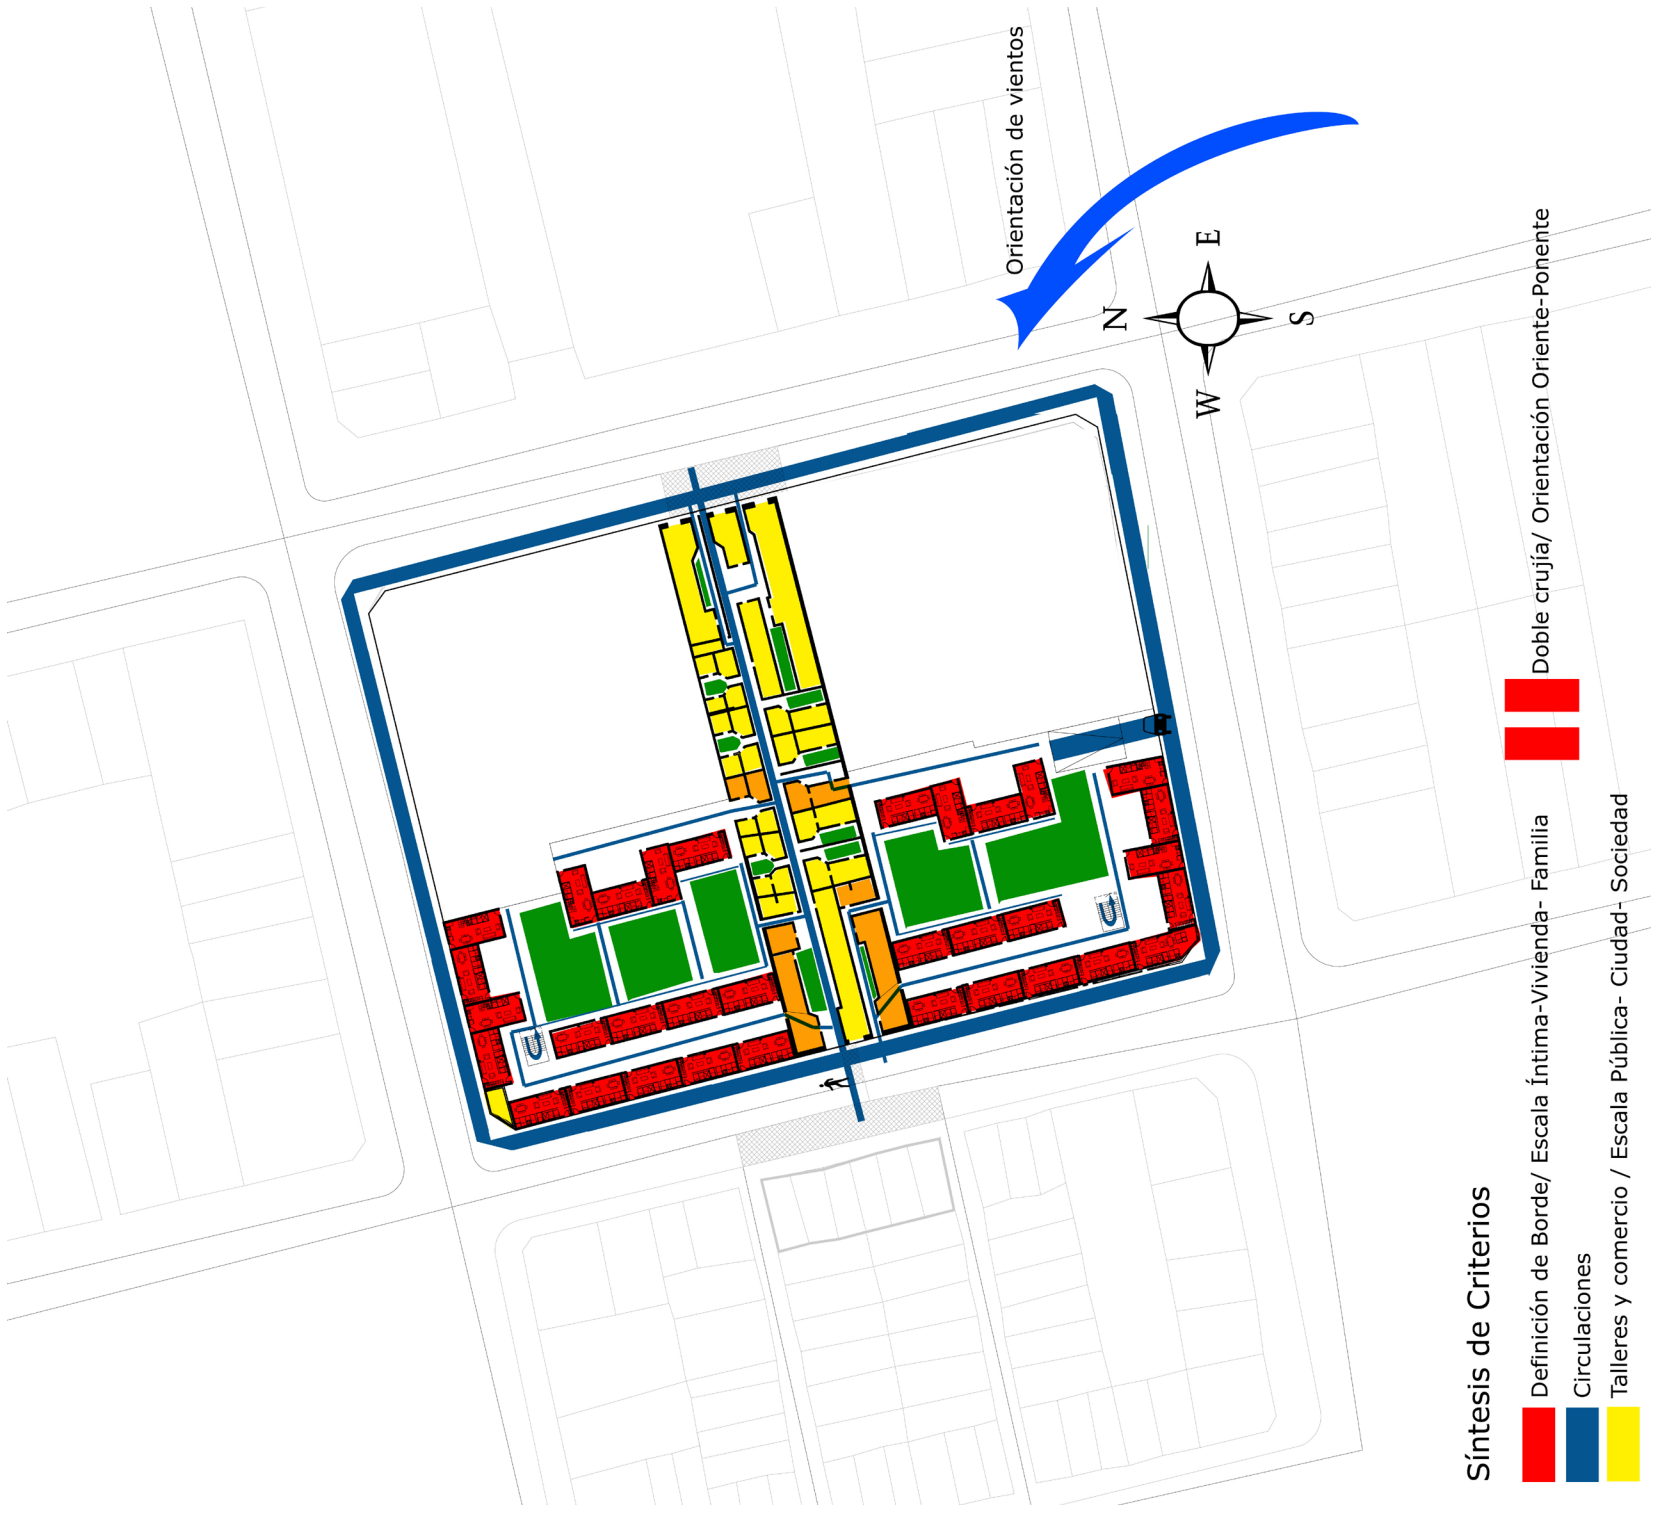 Orientación de vientos
N
E
S
W
Síntesis de Criterios
Definición de Borde/ Escala Íntima-Vivienda- Familia
Doble crujía/ Orientación Oriente-Ponente
Circulaciones
Talleres y comercio / Escala Pública- Ciudad- Sociedad